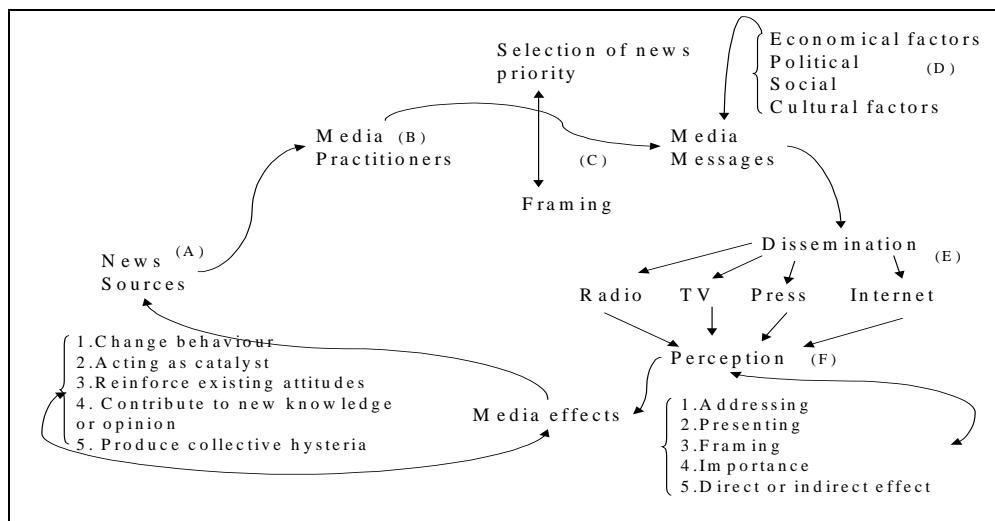 Selection of news
priority
Economical factors
Political (D)
Social
Cultural factors
Media (B)
Practitioners
(C)
Media
Messages
Framing
News (A)
Sources
Dissemination (E)
Radio TV Press Internet
Perception (F)
1.Change behaviour
2.Acting as catalyst
3.Reinforce existing attitudes
4. Contribute to new knowledge
or opinion
5. Produce collective hysteria
Media effects
1.Addressing
2.Presenting
3.Framing
4.Importance
5.Direct or indirect effect